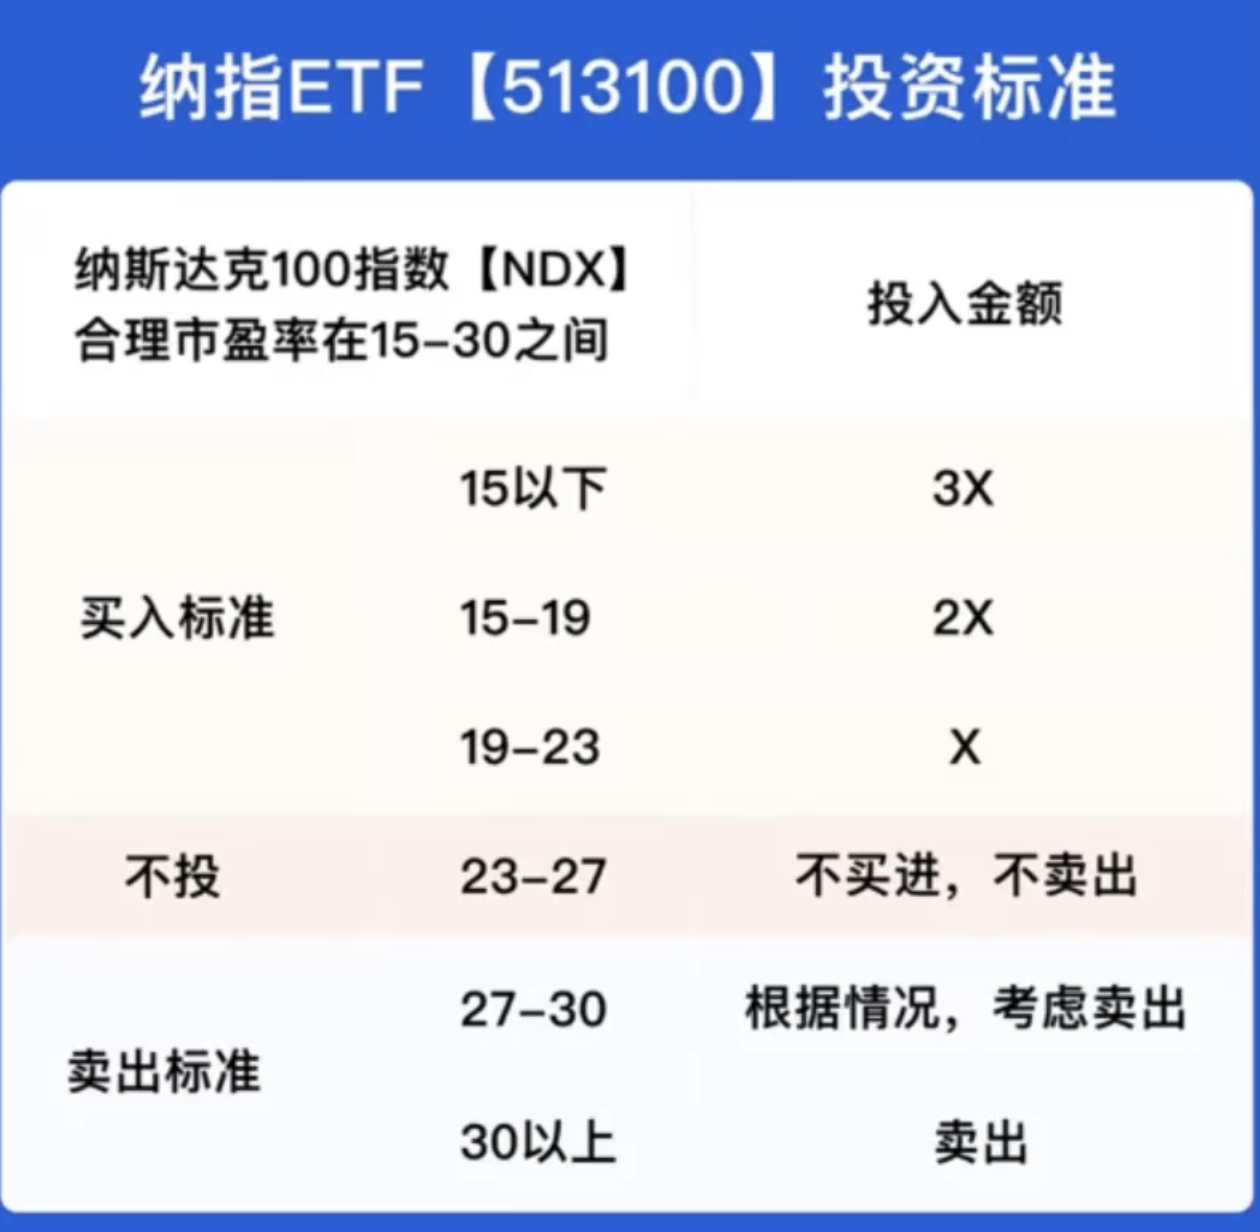 纳指ETF【513100】投资标准
纳斯达克100指数【NDX】
合理市盈率在15-30之间
投入金额
15以下
3X
买入标准
15-19
2X
19-23
X
不投
23-27
不买进，不卖出
27-30
根据情况，考虑卖出
卖出标准
30以上
卖出